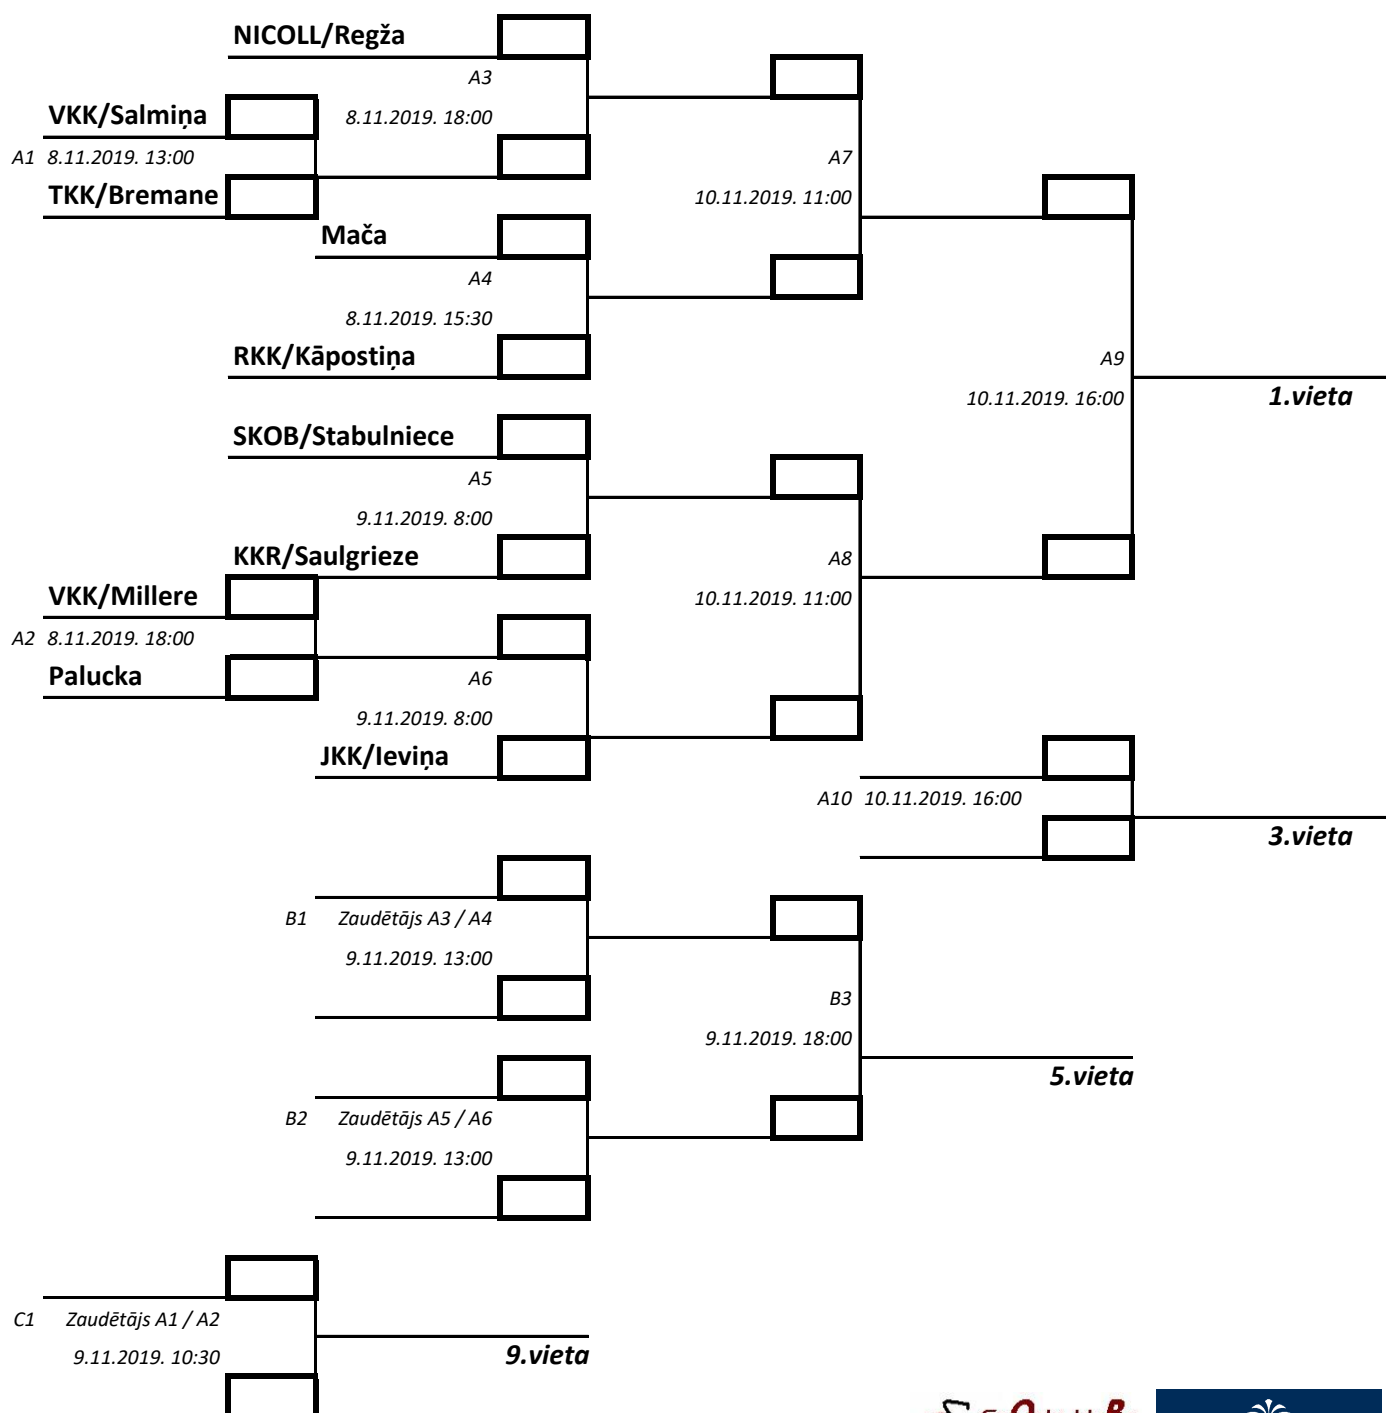 NICOLL/Regža
A3
8.11.2019. 18:00
VKK/Salmiņa
A1 8.11.2019. 13:00
TKK/Bremane
A7
10.11.2019. 11:00
Mača
A4
8.11.2019. 15:30
RKK/Kāpostiņa
A9
10.11.2019. 16:00
1.vieta
SKOB/Stabulniece
A5
9.11.2019. 8:00
KKR/Saulgrieze
A8
10.11.2019. 11:00
VKK/Millere
A2 8.11.2019. 18:00
Palucka
A6
9.11.2019. 8:00
JKK/Ieviņa
A10 10.11.2019. 16:00
3.vieta
B1 Zaudētājs A3 / A4
9.11.2019. 13:00
B3
9.11.2019. 18:00
5.vieta
B2 Zaudētājs A5 / A6
9.11.2019. 13:00
C1 Zaudētājs A1 / A2
9.11.2019. 10:30
9.vieta